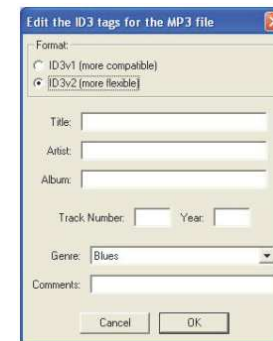 Edit the ID3 tags for the MP3 file
Format:
ID3v1 (more compatible)
ID3v2 (more flexible)
Title:
Artist:
Album:
Track Number: Year:
Genre: Blues
Comments:
Cancel OK